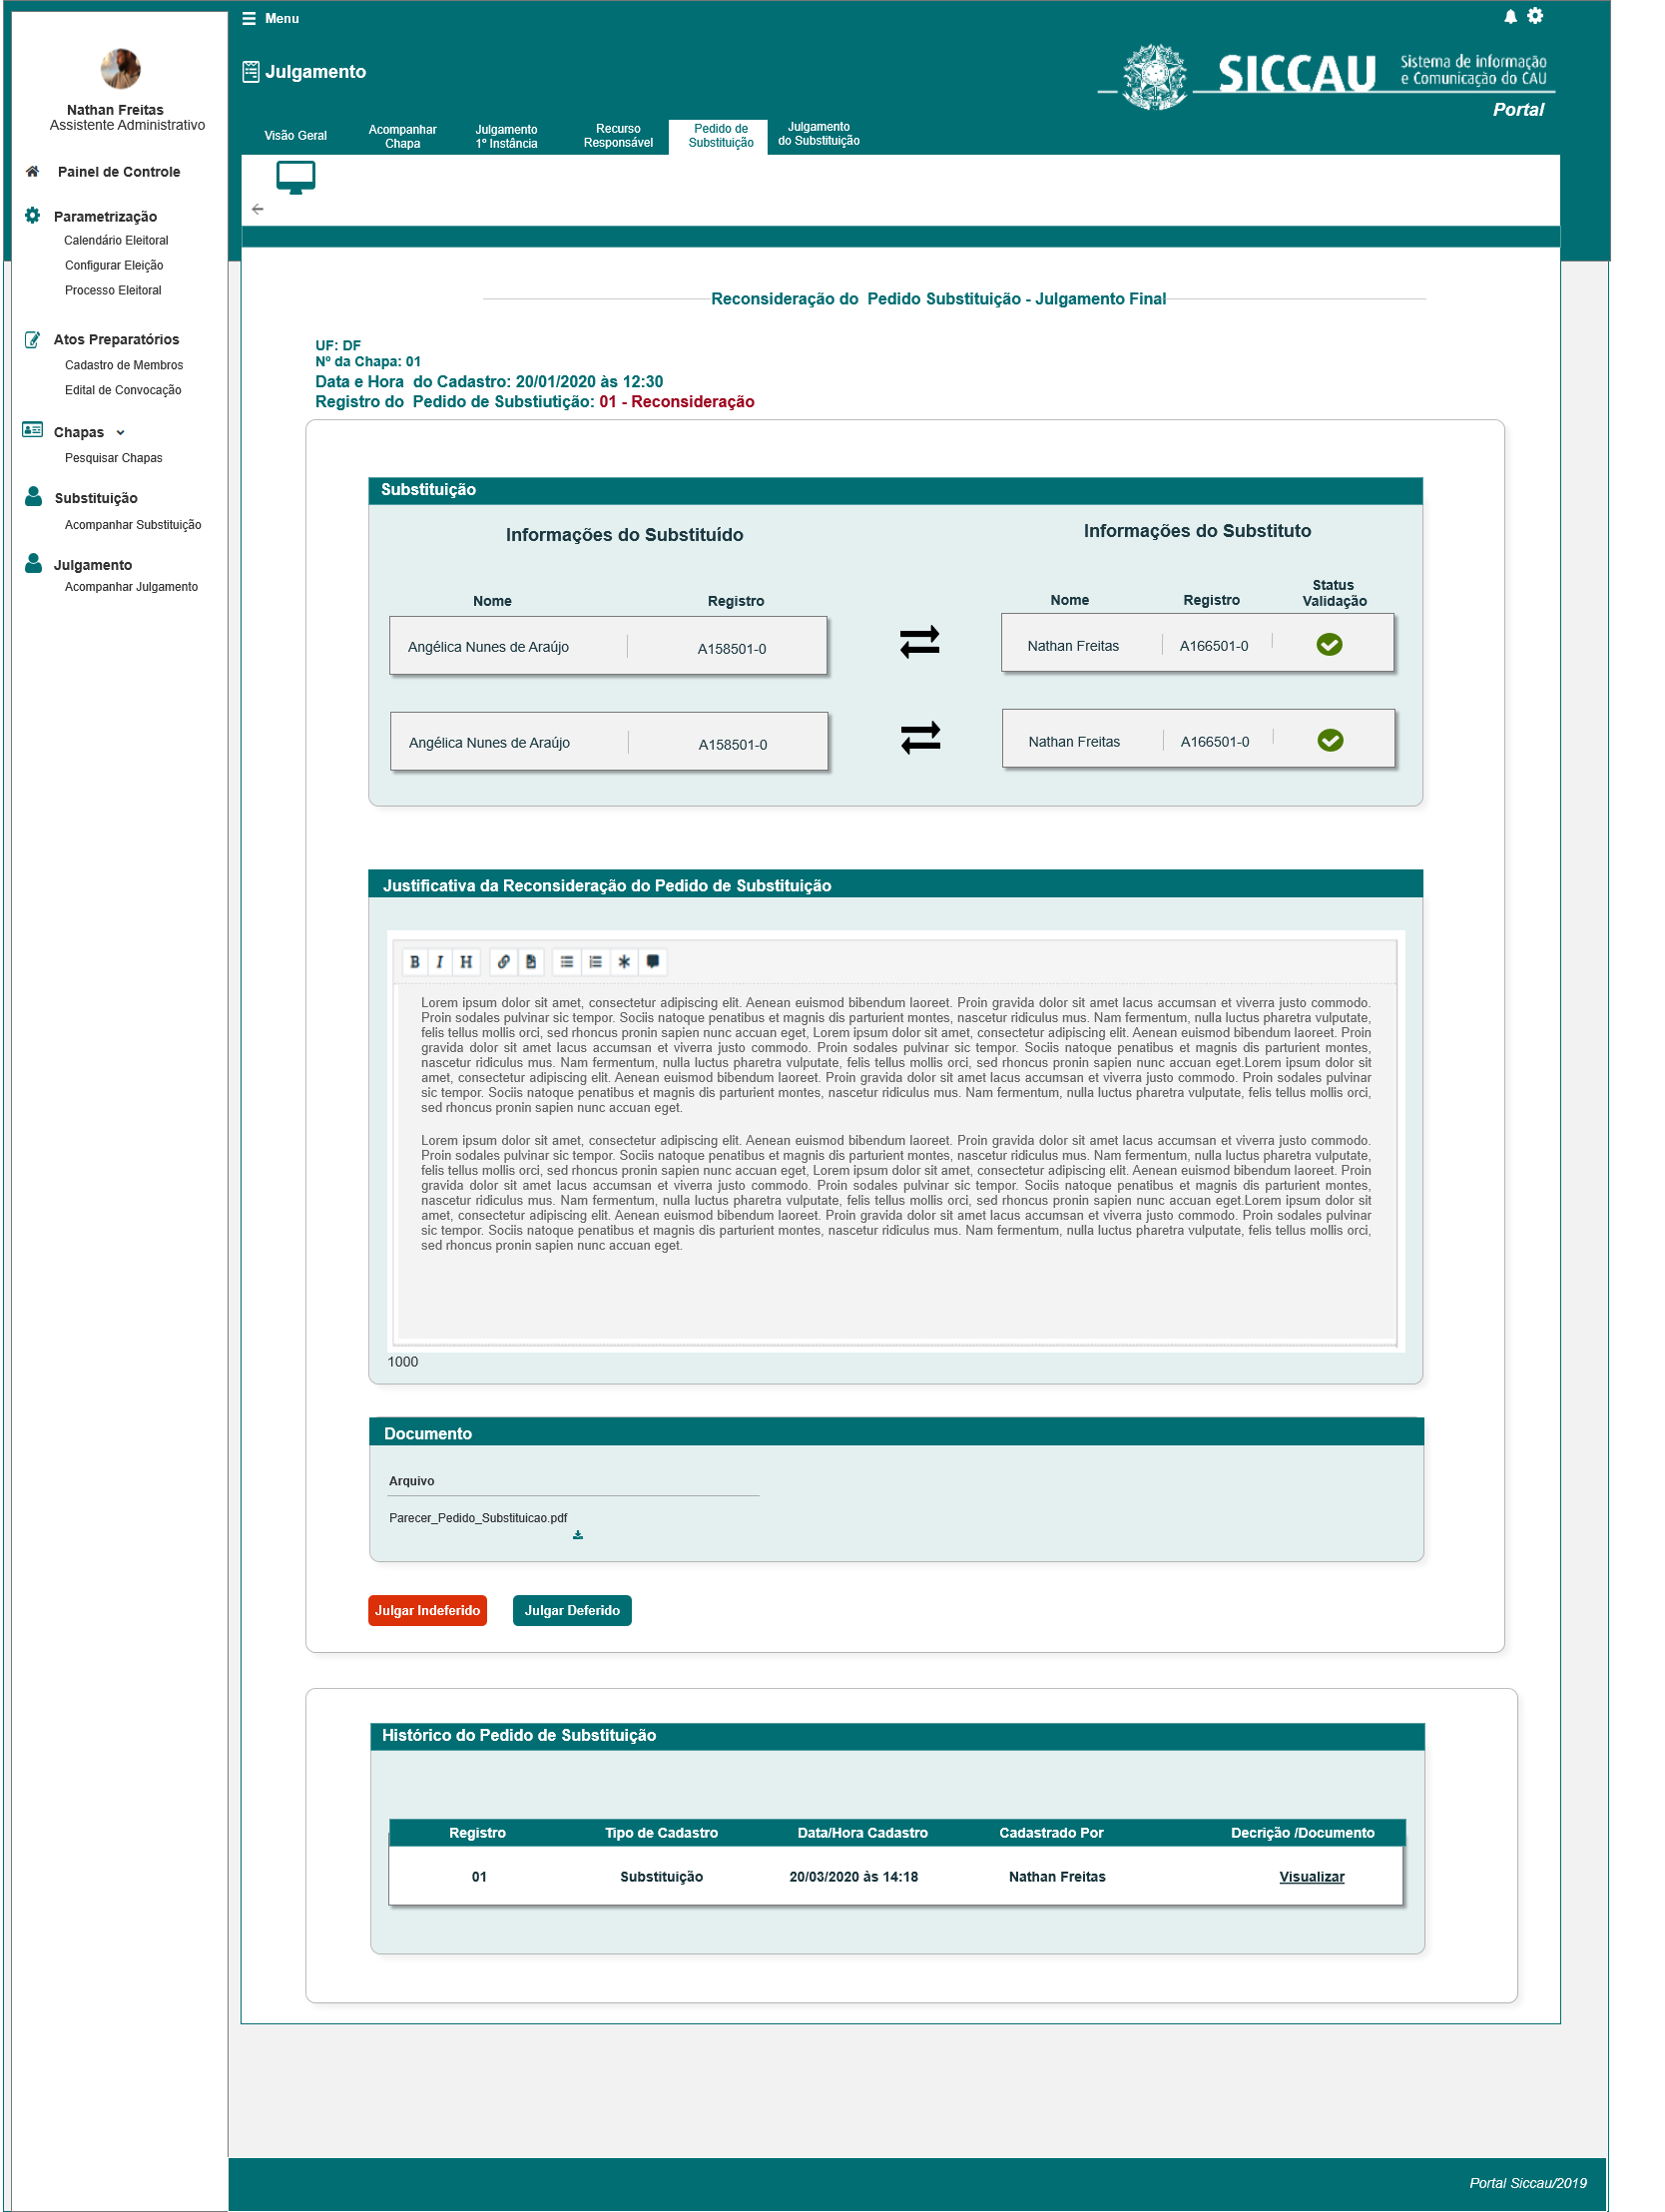 Menu
Julgamento
SICCAU
Sistema de informação
e Comunicação do CAU
Portal
Nathan Freitas
Assistente Administrativo
Painel de Controle
Parametrização
Calendário Eleitoral
Configurar Eleição
Processo Eleitoral
Atos Preparatórios
Cadastro de Membros
Edital de Convocação
Chapas
Pesquisar Chapas
Substituição
Acompanhar Substituição
Julgamento
Acompanhar Julgamento
Visão Geral
Acompanhar
Chapa
Julgamento
1º Instância
Recurso
Responsável
Pedido de
Substituição
Julgamento
do Substituição
Reconsideração do  Pedido Substituição - Julgamento Final
UF: DF
Nº da Chapa: 01
Data e Hora  do Cadastro: 20/01/2020 às 12:30
Registro do  Pedido de Substiutição: 01 - Reconsideração
Substituição
Informações do Substituído
Informações do Substituto
Nome Registro
Nome Registro Status
Validação
Angélica Nunes de Araújo A158501-0 Nathan Freitas A166501-0
Angélica Nunes de Araújo A158501-0 Nathan Freitas A166501-0
Justificativa da Reconsideração do Pedido de Substituição
B I H
Lorem ipsum dolor sit amet, consectetur adipiscing elit. Aenean euismod bibendum laoreet. Proin gravida dolor sit amet lacus accumsan et viverra justo commodo.
Proin sodales pulvinar sic tempor. Sociis natoque penatibus et magnis dis parturient montes, nascetur ridiculus mus. Nam fermentum, nulla luctus pharetra vulputate,
felis tellus mollis orci, sed rhoncus pronin sapien nunc accuan eget, Lorem ipsum dolor sit amet, consectetur adipiscing elit. Aenean euismod bibendum laoreet. Proin
gravida dolor sit amet lacus accumsan et viverra justo commodo. Proin sodales pulvinar sic tempor. Sociis natoque penatibus et magnis dis parturient montes,
nascetur ridiculus mus. Nam fermentum, nulla luctus pharetra vulputate, felis tellus mollis orci, sed rhoncus pronin sapien nunc accuan eget.Lorem ipsum dolor sit
amet, consectetur adipiscing elit. Aenean euismod bibendum laoreet. Proin gravida dolor sit amet lacus accumsan et viverra justo commodo. Proin sodales pulvinar
sic tempor. Sociis natoque penatibus et magnis dis parturient montes, nascetur ridiculus mus. Nam fermentum, nulla luctus pharetra vulputate, felis tellus mollis orci,
sed rhoncus pronin sapien nunc accuan eget.
Lorem ipsum dolor sit amet, consectetur adipiscing elit. Aenean euismod bibendum laoreet. Proin gravida dolor sit amet lacus accumsan et viverra justo commodo.
Proin sodales pulvinar sic tempor. Sociis natoque penatibus et magnis dis parturient montes, nascetur ridiculus mus. Nam fermentum, nulla luctus pharetra vulputate,
felis tellus mollis orci, sed rhoncus pronin sapien nunc accuan eget, Lorem ipsum dolor sit amet, consectetur adipiscing elit. Aenean euismod bibendum laoreet. Proin
gravida dolor sit amet lacus accumsan et viverra justo commodo. Proin sodales pulvinar sic tempor. Sociis natoque penatibus et magnis dis parturient montes,
nascetur ridiculus mus. Nam fermentum, nulla luctus pharetra vulputate, felis tellus mollis orci, sed rhoncus pronin sapien nunc accuan eget.Lorem ipsum dolor sit
amet, consectetur adipiscing elit. Aenean euismod bibendum laoreet. Proin gravida dolor sit amet lacus accumsan et viverra justo commodo. Proin sodales pulvinar
sic tempor. Sociis natoque penatibus et magnis dis parturient montes, nascetur ridiculus mus. Nam fermentum, nulla luctus pharetra vulputate, felis tellus mollis orci,
sed rhoncus pronin sapien nunc accuan eget.
1000
Documento
Arquivo
Parecer_Pedido_Substituicao.pdf
Julgar Indeferido
Julgar Deferido
Histórico do Pedido de Substituição
Registro Tipo de Cadastro Data/Hora Cadastro Cadastrado Por Decrição /Documento
01 Substituição 20/03/2020 às 14:18 Nathan Freitas Visualizar
Portal Siccau/2019